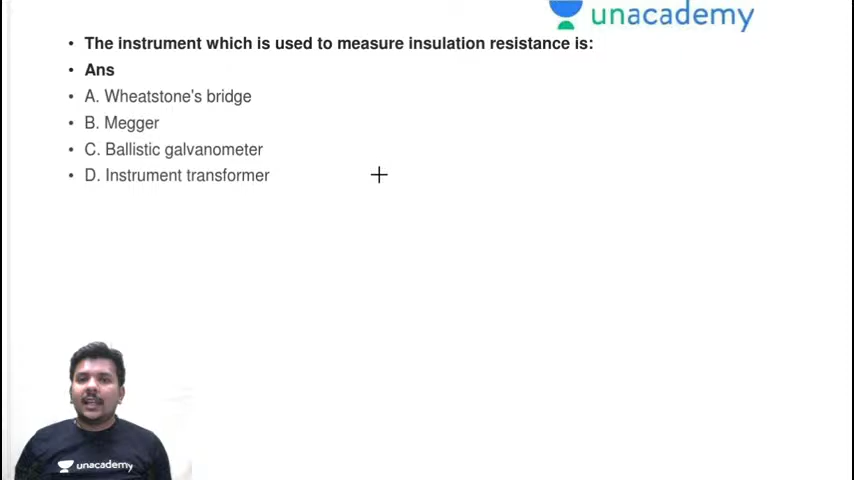 unacademy
• The instrument which is used to measure insulation resistance is:
• Ans
• A. Wheatstone's bridge
• B. Megger
• C. Ballistic galvanometer
• D. Instrument transformer
unacademy